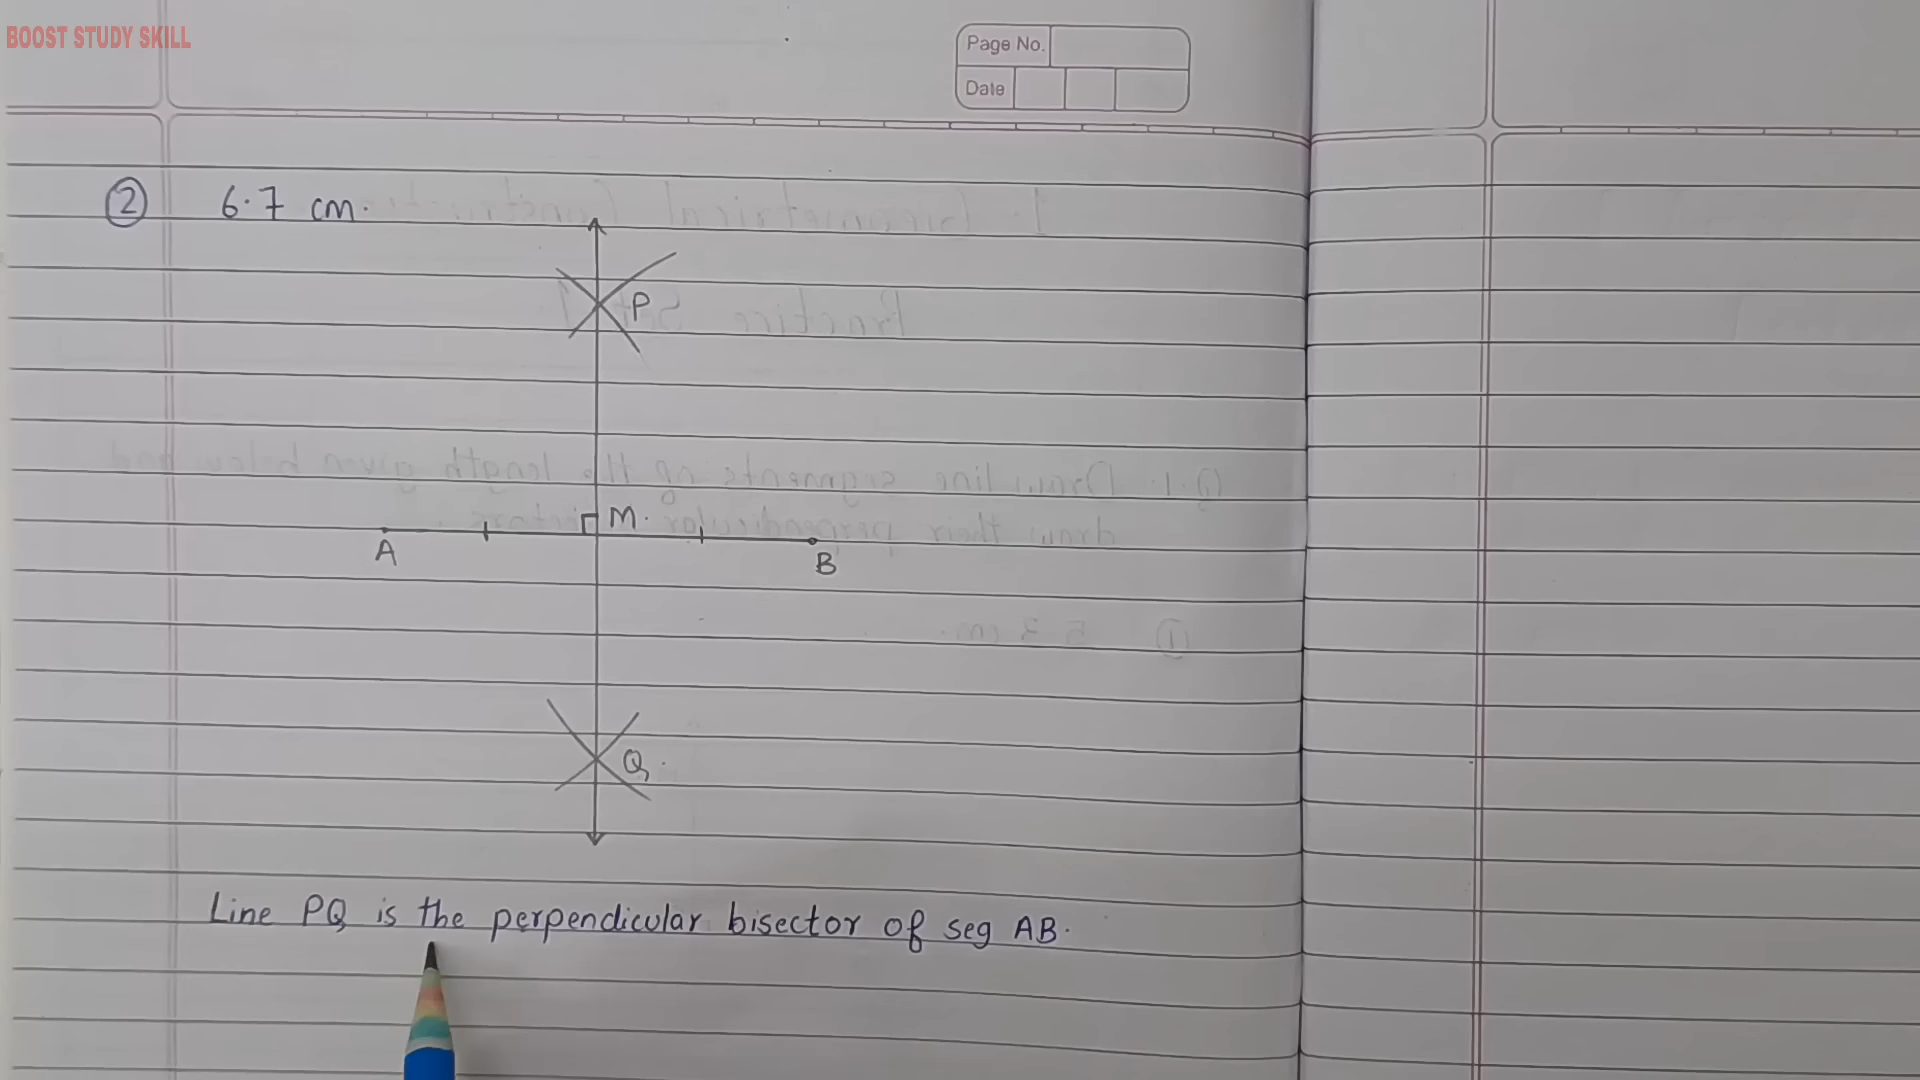 BOOST STUDY SKILL
Page No.
Date
② 6.7 cm.
P
M.
A
B
Q.
Line PQ is the perpendicular bisector of seg AB.